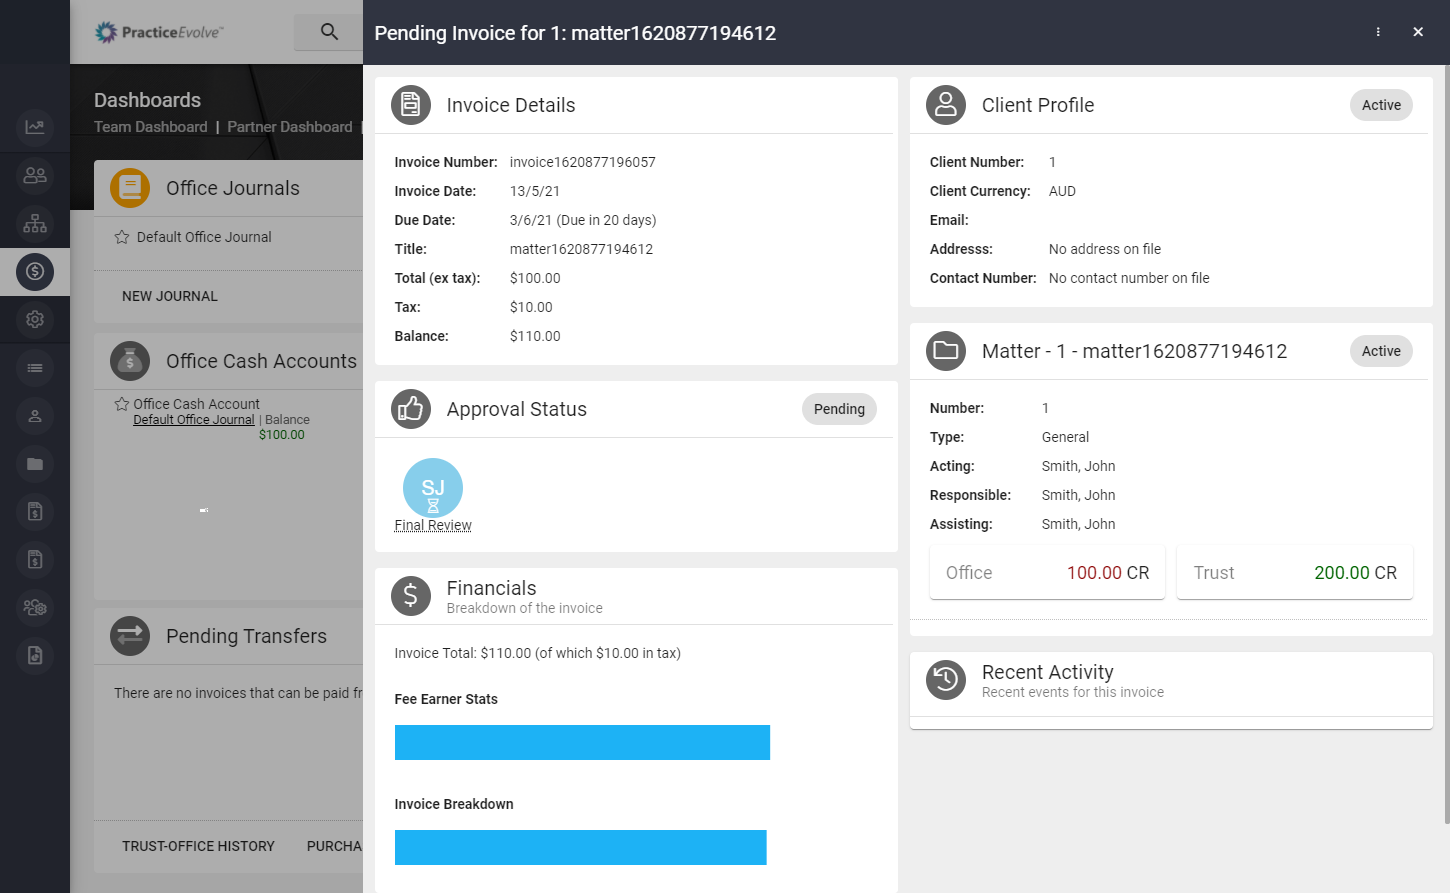 PracticeEvolve™
Dashboards
Team Dashboard | Partner Dashboard |
Office Journals
Default Office Journal
NEW JOURNAL
Office Cash Accounts
Office Cash Account
Default Office Journal | Balance
$100.00
Pending Transfers
There are no invoices that can be paid fr
TRUST-OFFICE HISTORY PURCHA
Pending Invoice for 1: matter1620877194612
Invoice Details
Invoice Number: invoice1620877196057
Invoice Date: 13/5/21
Due Date: 3/6/21 (Due in 20 days)
Title: matter1620877194612
Total (ex tax): $100.00
Tax: $10.00
Balance: $110.00
Approval Status Pending
SJ
Final Review
Financials
Breakdown of the invoice
Invoice Total: $110.00 (of which $10.00 in tax)
Fee Earner Stats
Invoice Breakdown
Client Profile Active
Client Number: 1
Client Currency: AUD
Email:
Addresss: No address on file
Contact Number: No contact number on file
Matter - 1 - matter1620877194612 Active
Number: 1
Type: General
Acting: Smith, John
Responsible: Smith, John
Assisting: Smith, John
Office 100.00 CR Trust 200.00 CR
Recent Activity
Recent events for this invoice